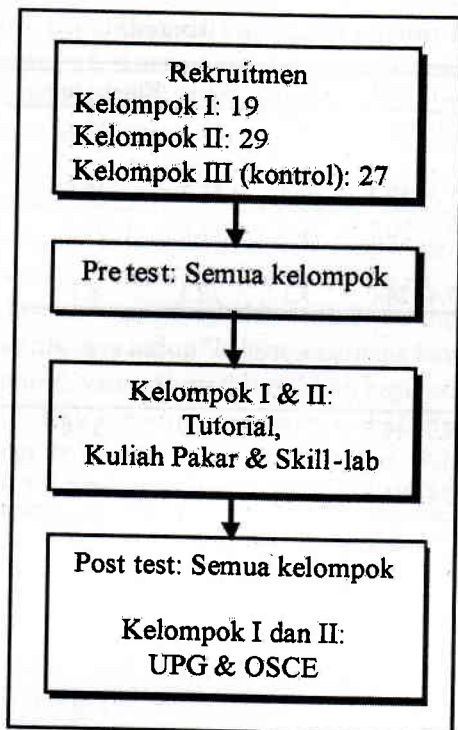 Rekruitmen
Kelompok I: 19
Kelompok II: 29
Kelompok III (kontrol): 27
Pre test: Semua kelompok
Kelompok I & II:
Tutorial,
Kuliah Pakar & Skill-lab
Post test: Semua kelompok
Kelompok I dan II:
UPG & OSCE